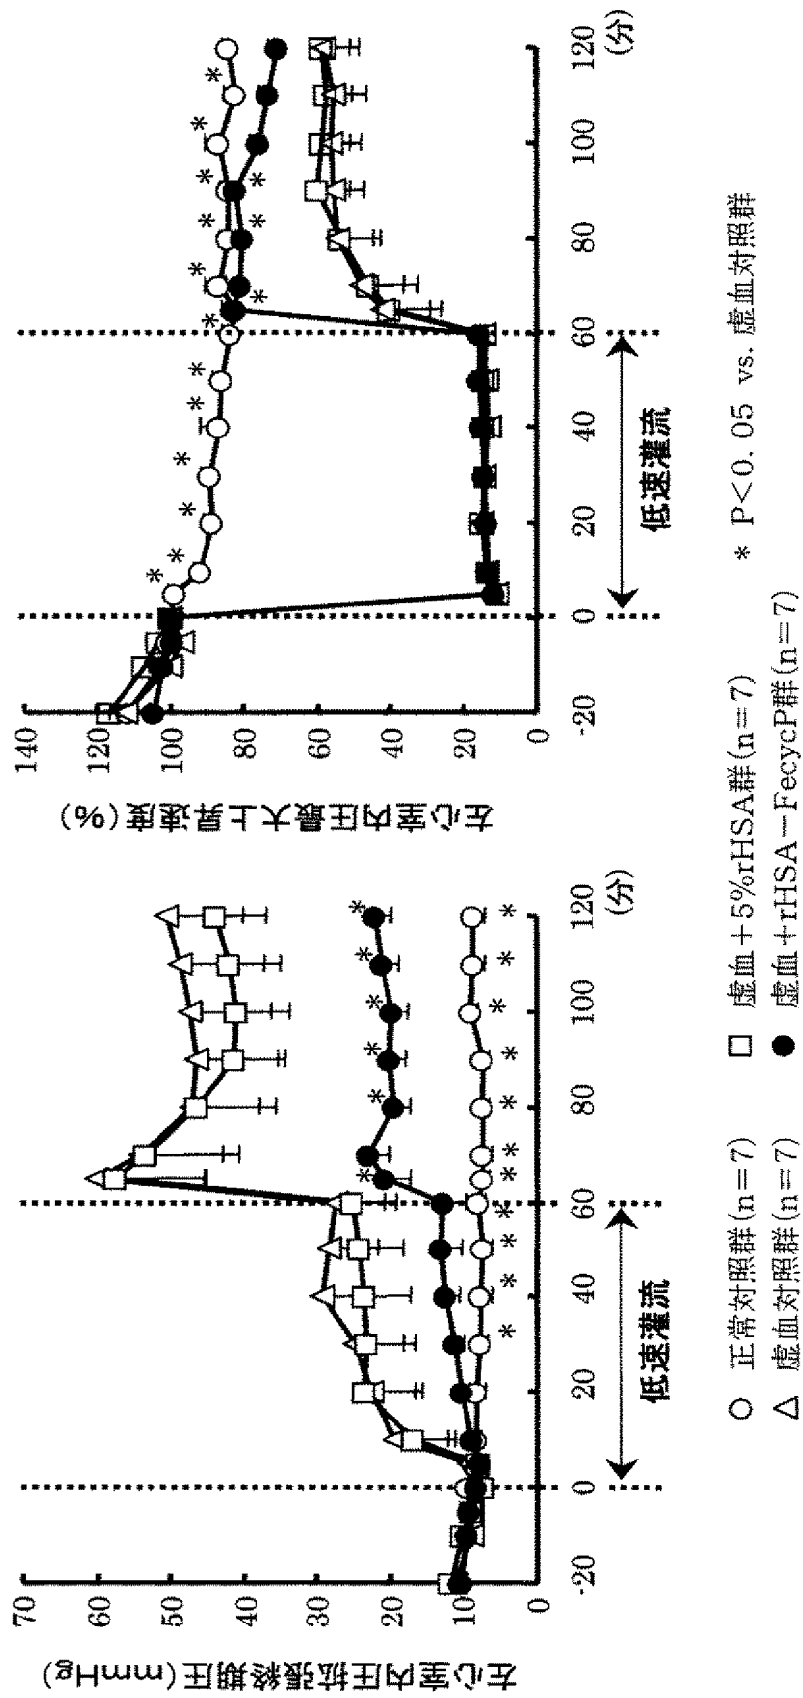 左心室内圧拡張終期圧(mmHg)
70
60
50
40
30
20
10
0
-20
0
20
40
60
80
100
120
(分)
低速灌流
左心室内圧最大上昇速度(%)
140
120
100
80
60
40
20
0
-20
0
20
40
60
80
100
120
(分)
低速灌流
○ 正常対照群(n=7)
□ 虚血+5%rHSA群(n=7)
* P<0.05 vs. 虚血対照群
△ 虚血対照群(n=7)
● 虚血+rHSA-FecycP群(n=7)